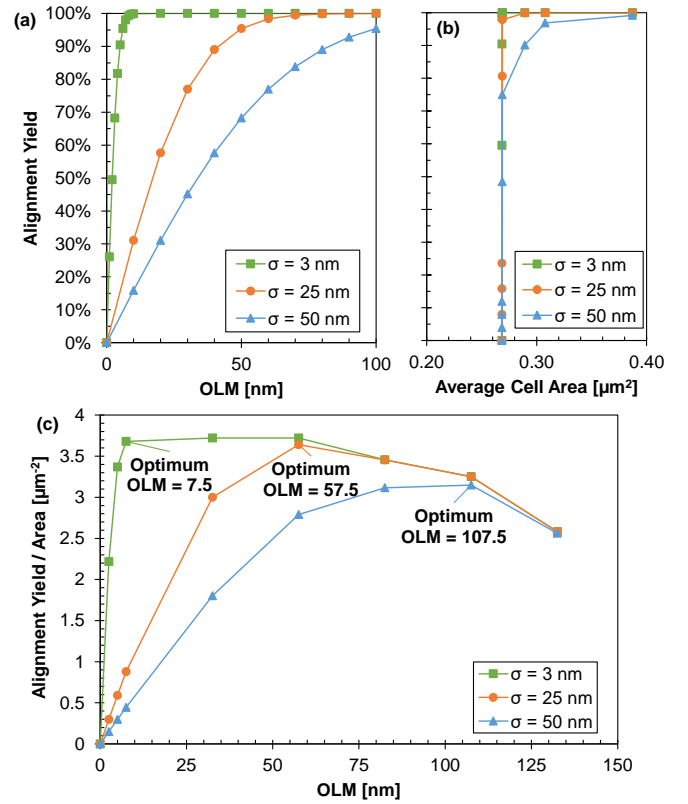 (a)
100%
90%
80%
70%
60%
50%
40%
30%
20%
10%
0%
Alignment Yield
σ = 3 nm
σ = 25 nm
σ = 50 nm
0 20 40 60 80 100
OLM [nm]
(b)
σ = 3 nm
σ = 25 nm
σ = 50 nm
0.20 0.30 0.40
Average Cell Area [µm²]
(c)
4
3.5
3
2.5
2
1.5
1
0.5
0
Alignment Yield / Area [µm⁻²]
Optimum
OLM = 7.5
Optimum
OLM = 57.5
Optimum
OLM = 107.5
σ = 3 nm
σ = 25 nm
σ = 50 nm
0 25 50 75 100 125 150
OLM [nm]